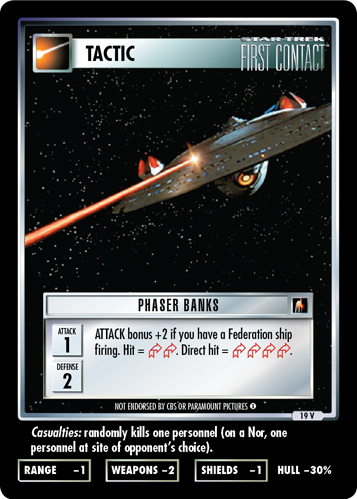 TACTIC
STAR TREK
FIRST CONTACT
PHASER BANKS
ATTACK
1
DEFENSE
2
ATTACK bonus +2 if you have a Federation ship
firing. Hit = . Direct hit = .
NOT ENDORSED BY CBS OR PARAMOUNT PICTURES
19 V
Casualties: randomly kills one personnel (on a Nor, one
personnel at site of opponent's choice).
RANGE –1 WEAPONS –2 SHIELDS –1 HULL –30%